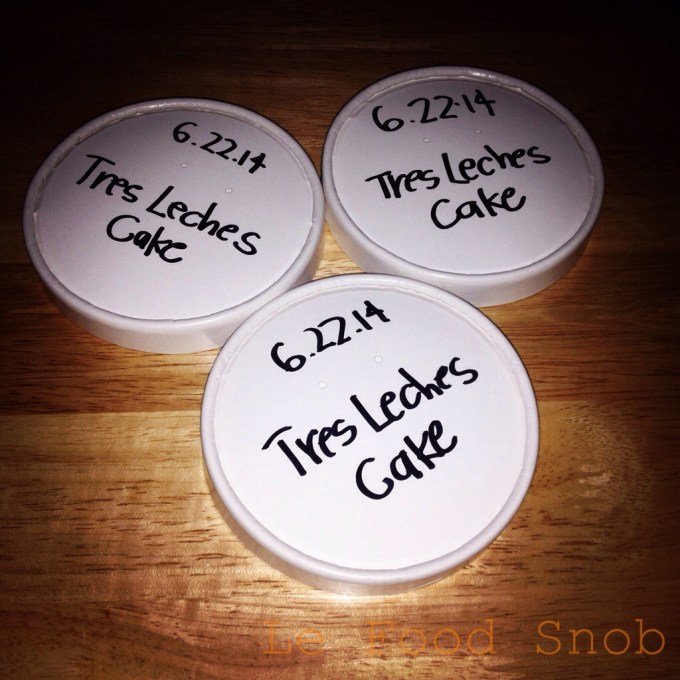 6.22.14
Tres Leches
Cake
6.22.14
Tres Leches
Cake
6.22.14
Tres Leches
Cake
Le Food Snob